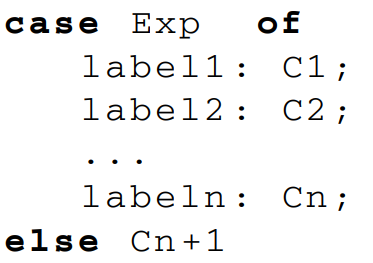 case Exp of
label1: C1;
label2: C2;
...
labeln: Cn;
else Cn+1